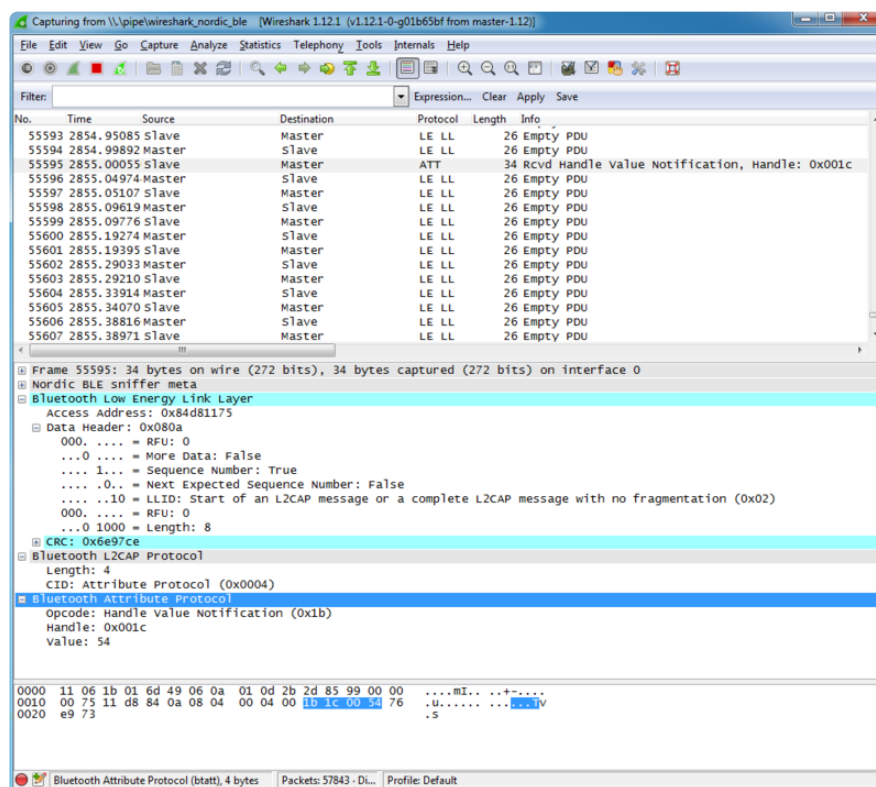 Capturing from \\.\pipe\wireshark_nordic_ble [Wireshark 1.12.1 (v1.12.1-0-g01b65bf from master-1.12)]
File Edit View Go Capture Analyze Statistics Telephony Tools Internals Help
Filter: Expression... Clear Apply Save
No. Time Source Destination Protocol Length Info
55593 2854.95085 Slave Master LE LL 26 Empty PDU
55594 2854.99892 Master Slave LE LL 26 Empty PDU
55595 2855.00055 Slave Master ATT 34 Rcvd Handle Value Notification, Handle: 0x001c
55596 2855.04974 Master Slave LE LL 26 Empty PDU
55597 2855.05107 Slave Master LE LL 26 Empty PDU
55598 2855.09619 Master Slave LE LL 26 Empty PDU
55599 2855.09776 Slave Master LE LL 26 Empty PDU
55600 2855.19274 Master Slave LE LL 26 Empty PDU
55601 2855.19395 Slave Master LE LL 26 Empty PDU
55602 2855.29033 Master Slave LE LL 26 Empty PDU
55603 2855.29210 Slave Master LE LL 26 Empty PDU
55604 2855.33914 Master Slave LE LL 26 Empty PDU
55605 2855.34070 Slave Master LE LL 26 Empty PDU
55606 2855.38816 Master Slave LE LL 26 Empty PDU
55607 2855.38971 Slave Master LE LL 26 Empty PDU
Frame 55595: 34 bytes on wire (272 bits), 34 bytes captured (272 bits) on interface 0
Nordic BLE sniffer meta
Bluetooth Low Energy Link Layer
Access Address: 0x84d81175
Data Header: 0x080a
000. .... = RFU: 0
...0 .... = More Data: False
.... 1... = Sequence Number: True
.... .0.. = Next Expected Sequence Number: False
.... ..10 = LLID: Start of an L2CAP message or a complete L2CAP message with no fragmentation (0x02)
000. .... = RFU: 0
...0 1000 = Length: 8
CRC: 0x6e97ce
Bluetooth L2CAP Protocol
Length: 4
CID: Attribute Protocol (0x0004)
Bluetooth Attribute Protocol
Opcode: Handle Value Notification (0x1b)
Handle: 0x001c
Value: 54
0000 11 06 1b 01 6d 49 06 0a 01 0d 2b 2d 85 99 00 00 ....mI.. ..+-....
0010 00 75 11 d8 84 0a 08 04 00 04 00 1b 1c 00 54 76 .u...... ......Tv
0020 e9 73 .s
Bluetooth Attribute Protocol (btatt), 4 bytes Packets: 57843 · Di... Profile: Default